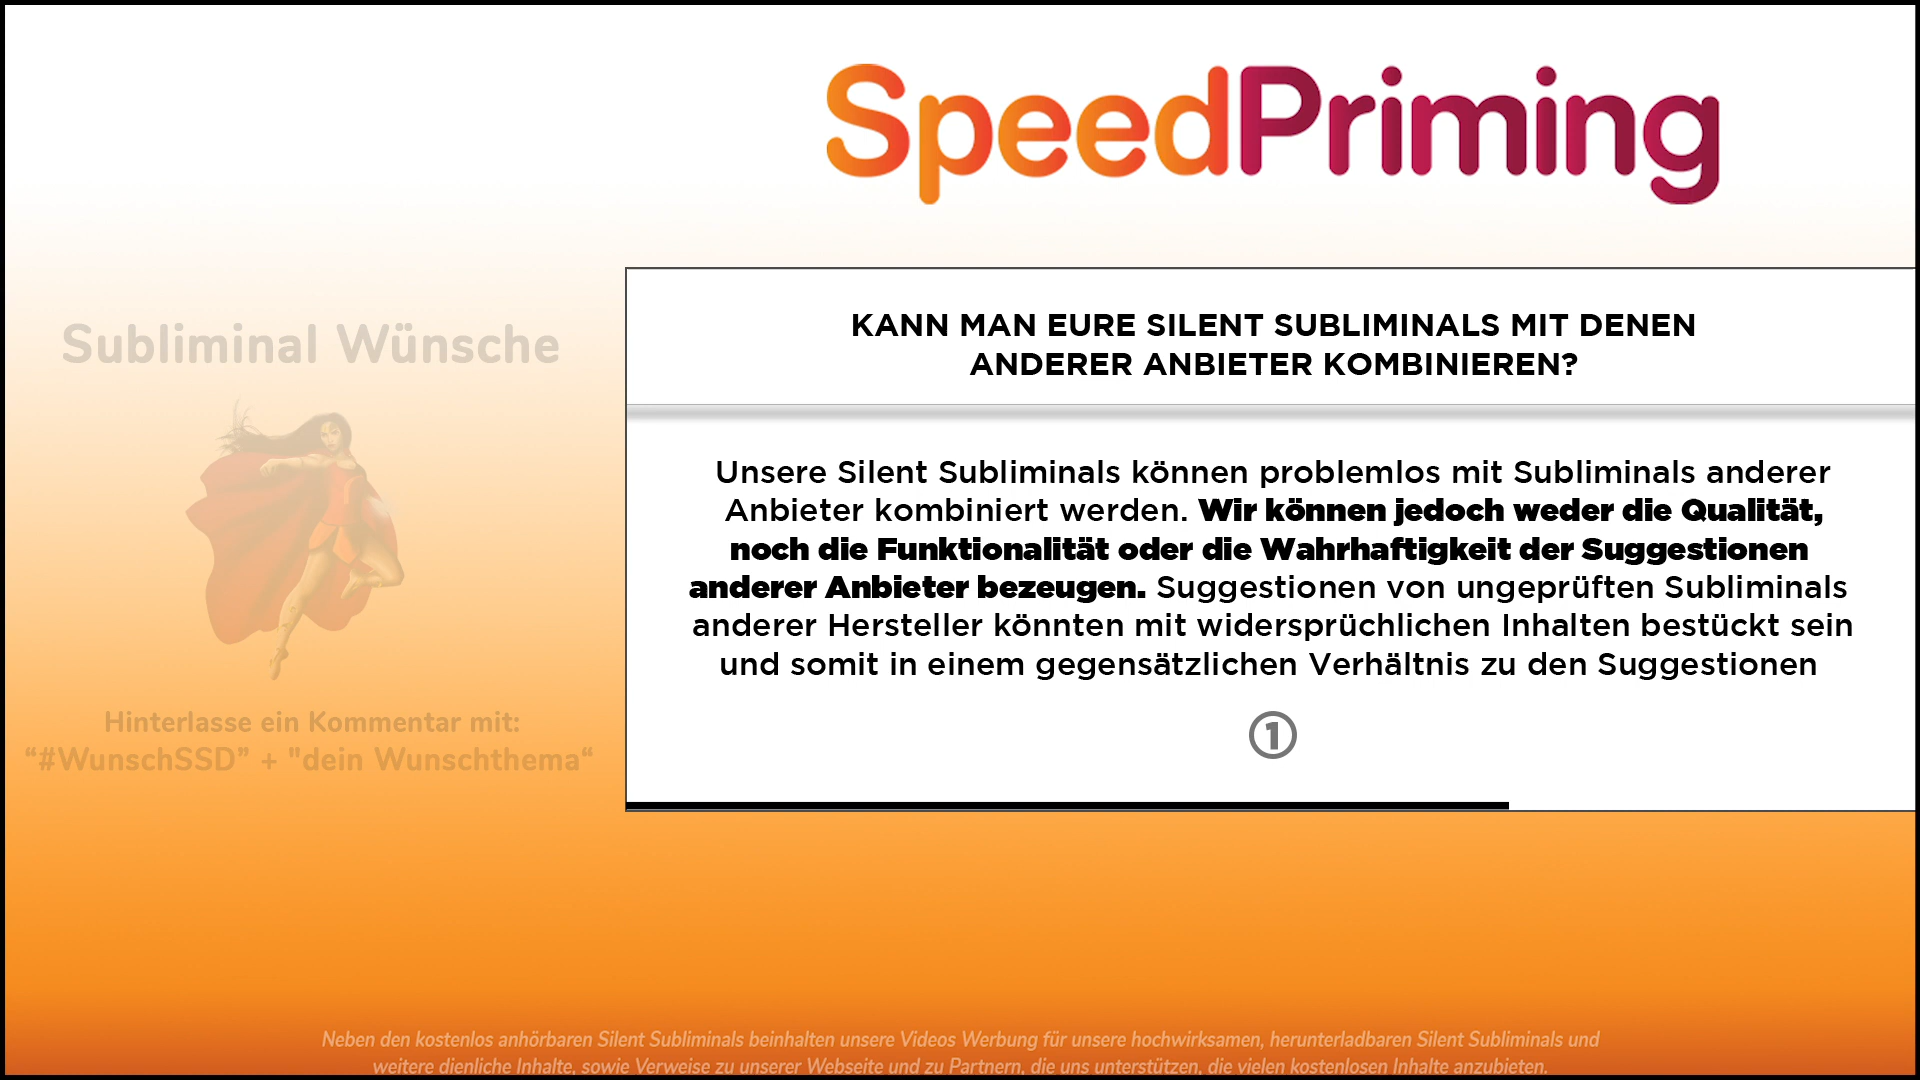 SpeedPriming
Subliminal Wünsche
Hinterlasse ein Kommentar mit:
“#WunschSSD” + "dein Wunschthema“
KANN MAN EURE SILENT SUBLIMINALS MIT DENEN
ANDERER ANBIETER KOMBINIEREN?
Unsere Silent Subliminals können problemlos mit Subliminals anderer
Anbieter kombiniert werden. Wir können jedoch weder die Qualität,
noch die Funktionalität oder die Wahrhaftigkeit der Suggestionen
anderer Anbieter bezeugen. Suggestionen von ungeprüften Subliminals
anderer Hersteller könnten mit widersprüchlichen Inhalten bestückt sein
und somit in einem gegensätzlichen Verhältnis zu den Suggestionen
1
Neben den kostenlos anhörbaren Silent Subliminals beinhalten unsere Videos Werbung für unsere hochwirksamen, herunterladbaren Silent Subliminals und
weitere dienliche Inhalte, sowie Verweise zu unserer Webseite und zu Partnern, die uns unterstützen, die vielen kostenlosen Inhalte anzubieten.